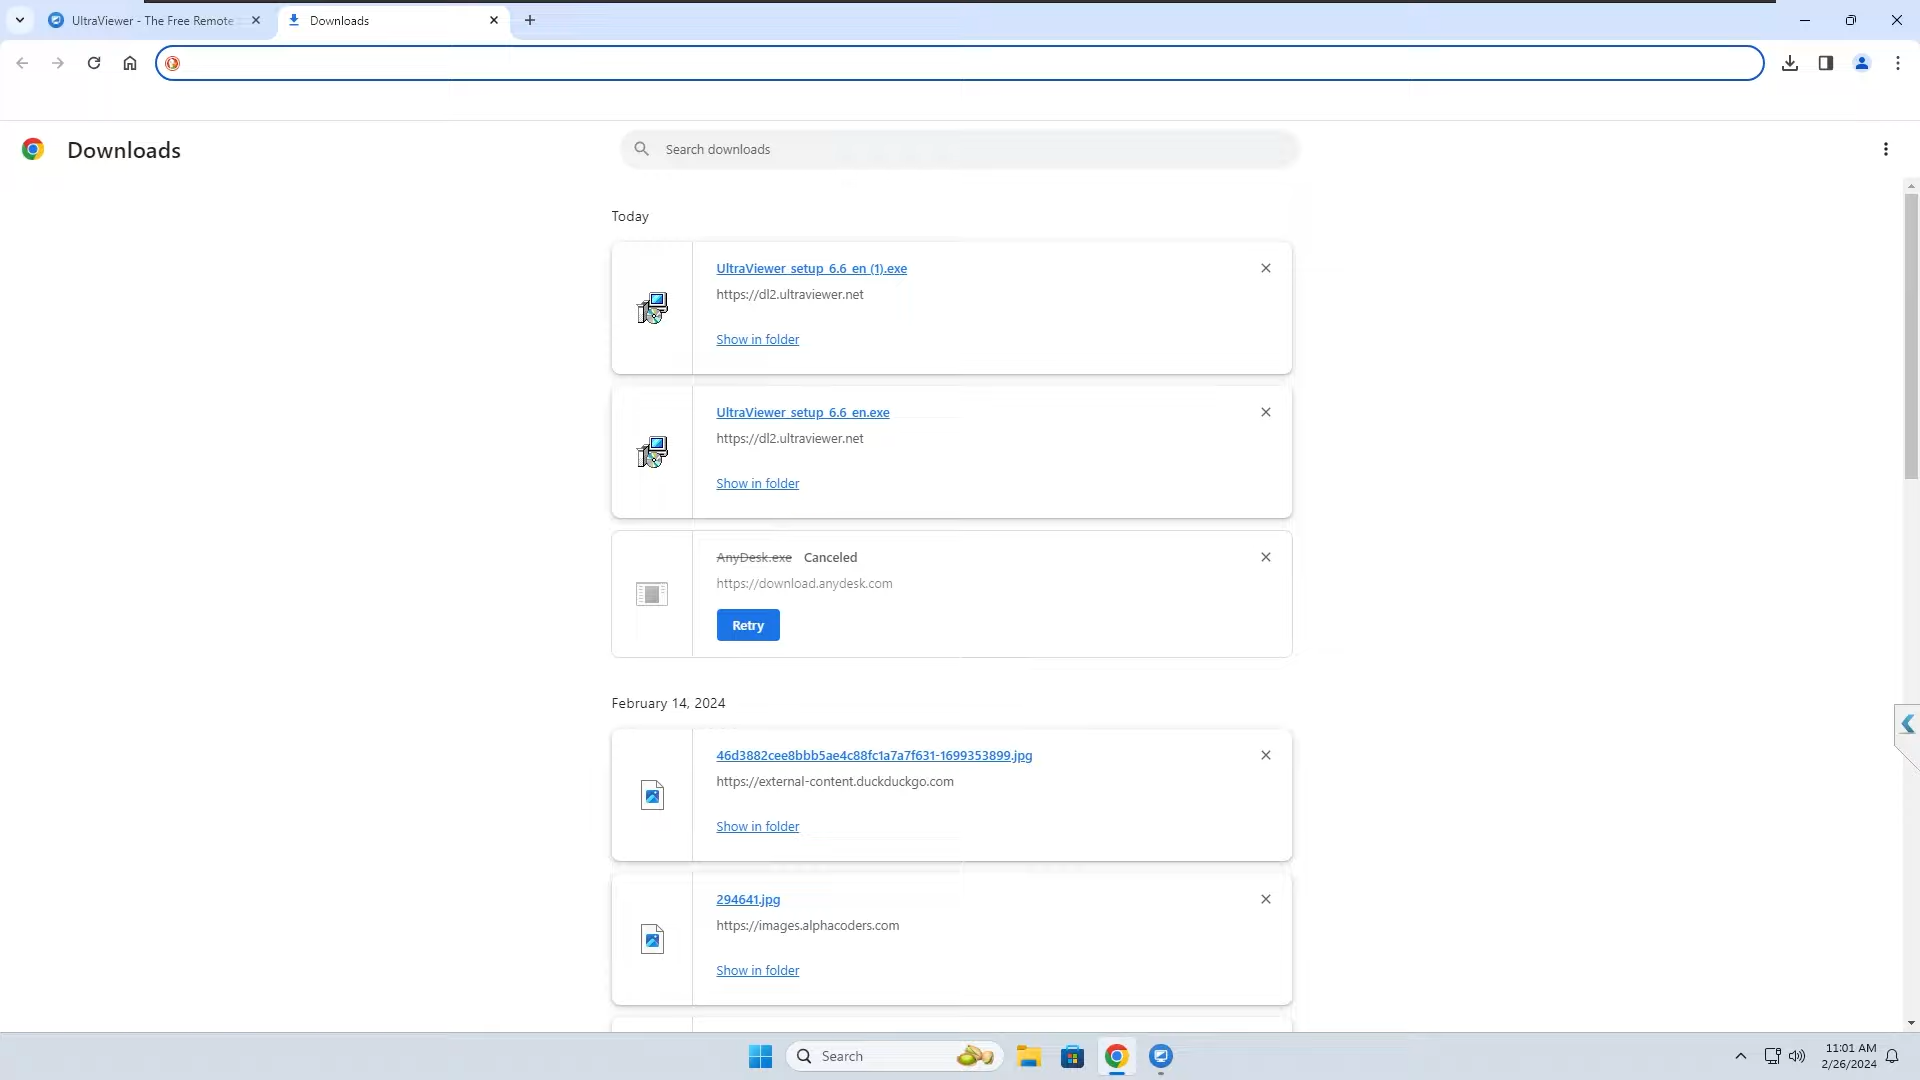 UltraViewer - The Free Remote
Downloads
Downloads
Search downloads
Today
UltraViewer_setup_6.6_en (1).exe
https://dl2.ultraviewer.net
Show in folder
UltraViewer_setup_6.6_en.exe
https://dl2.ultraviewer.net
Show in folder
AnyDesk.exe Canceled
https://download.anydesk.com
Retry
February 14, 2024
46d3882cee8bbb5ae4c88fc1a7a7f631-1699353899.jpg
https://external-content.duckduckgo.com
Show in folder
294641.jpg
https://images.alphacoders.com
Show in folder
Search
11:01 AM
2/26/2024